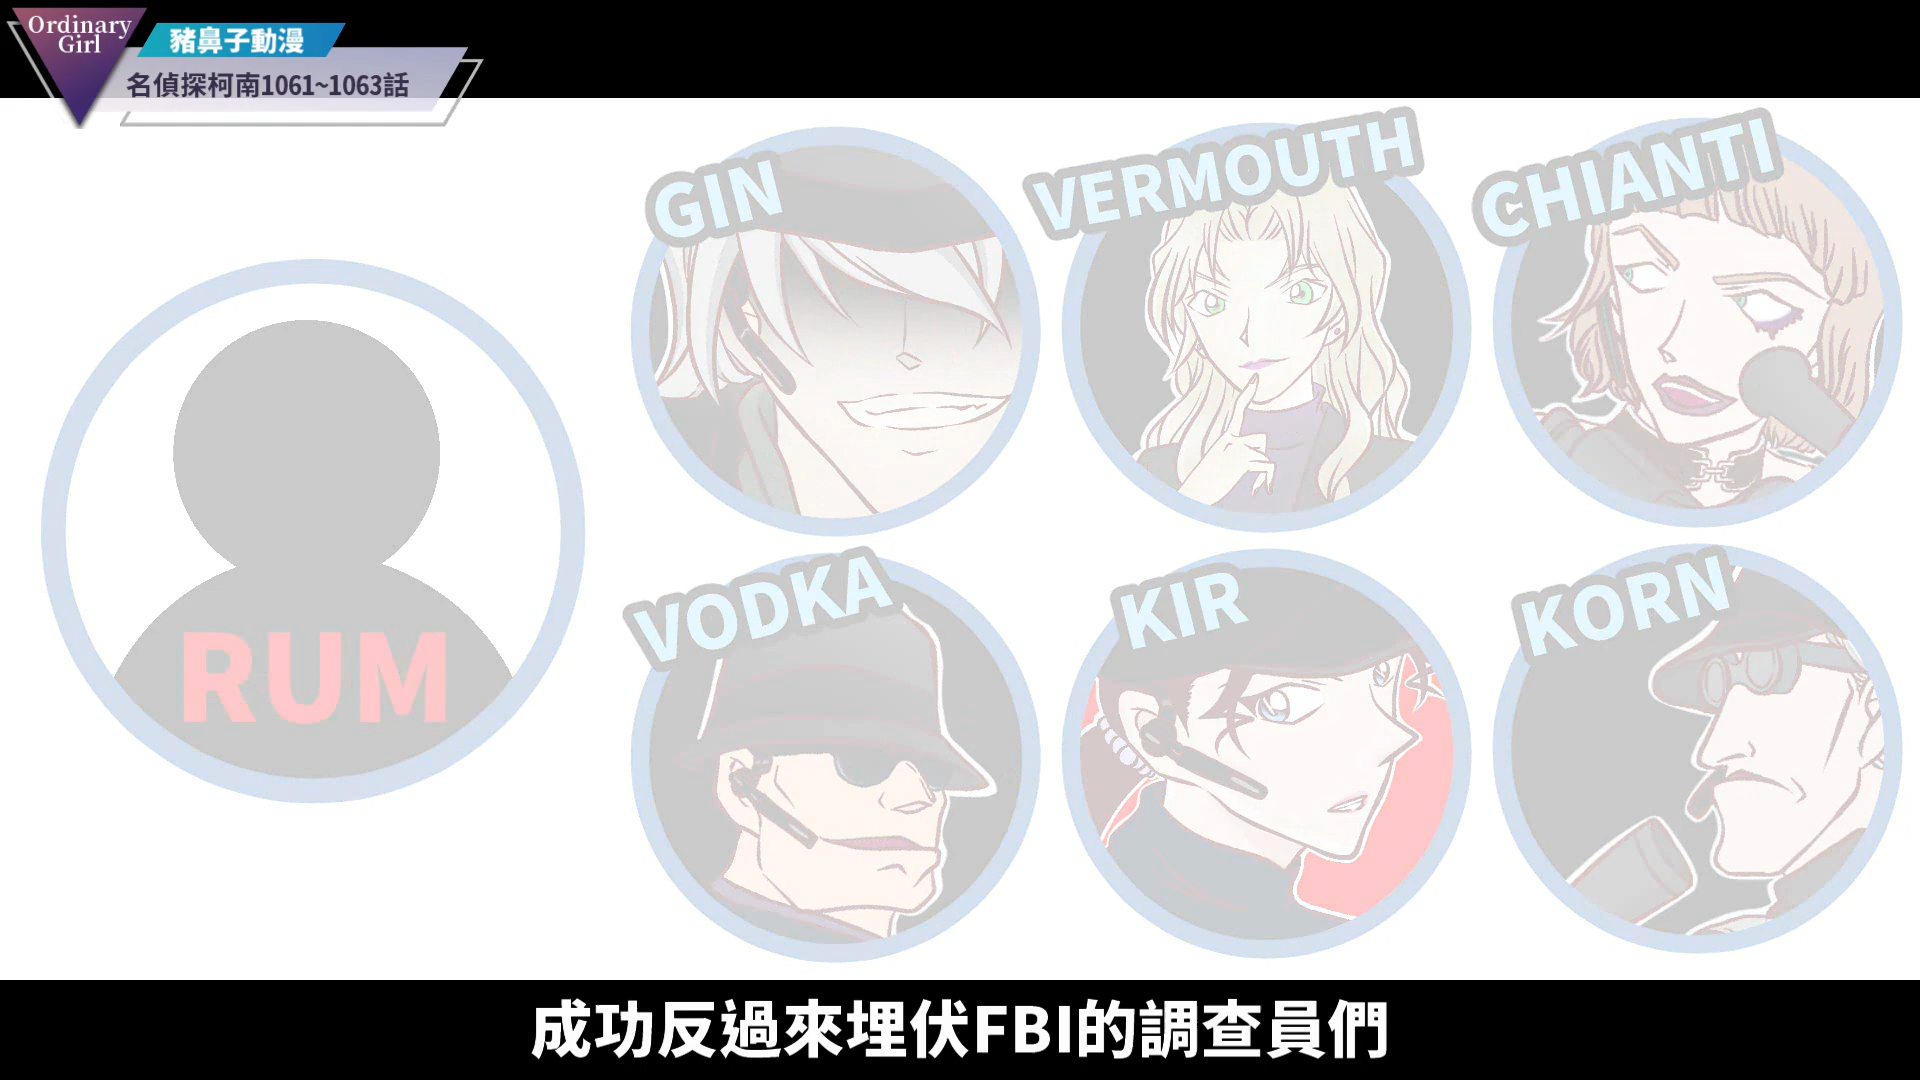 Ordinary
Girl
豬鼻子動漫
名偵探柯南1061~1063話
GIN
VERMOUTH
CHIANTI
RUM
VODKA
KIR
KORN
成功反過來埋伏FBI的調查員們